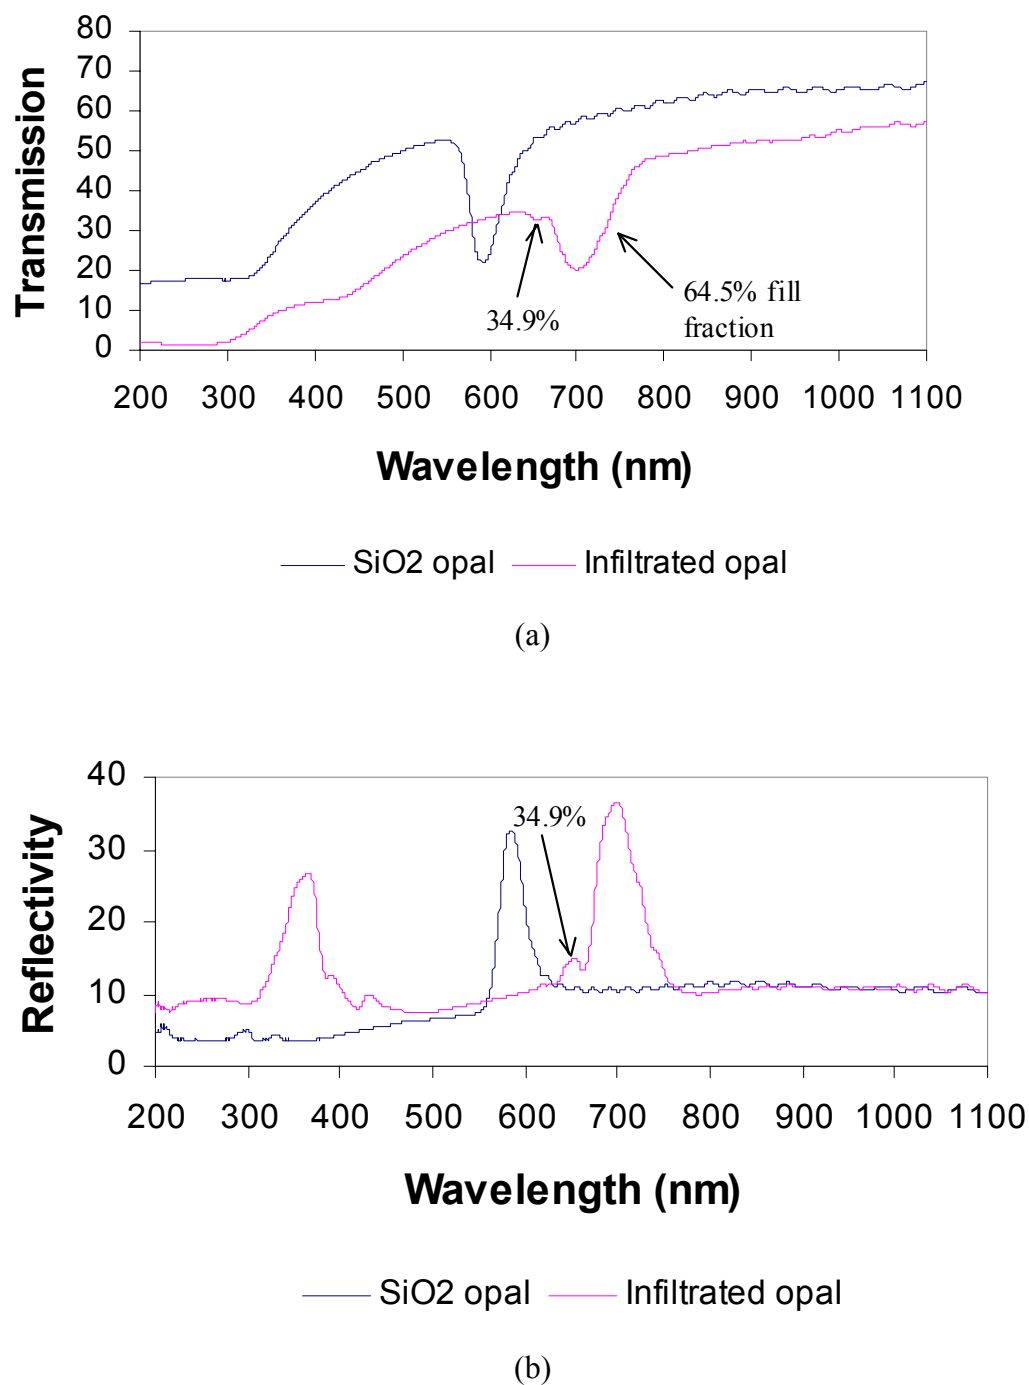 80
70
60
50
40
30
20
10
0
Transmission
34.9%
64.5% fill
fraction
200 300 400 500 600 700 800 900 1000 1100
Wavelength (nm)
SiO2 opal Infiltrated opal
(a)
40
30
20
10
0
Reflectivity
34.9%
200 300 400 500 600 700 800 900 1000 1100
Wavelength (nm)
SiO2 opal Infiltrated opal
(b)